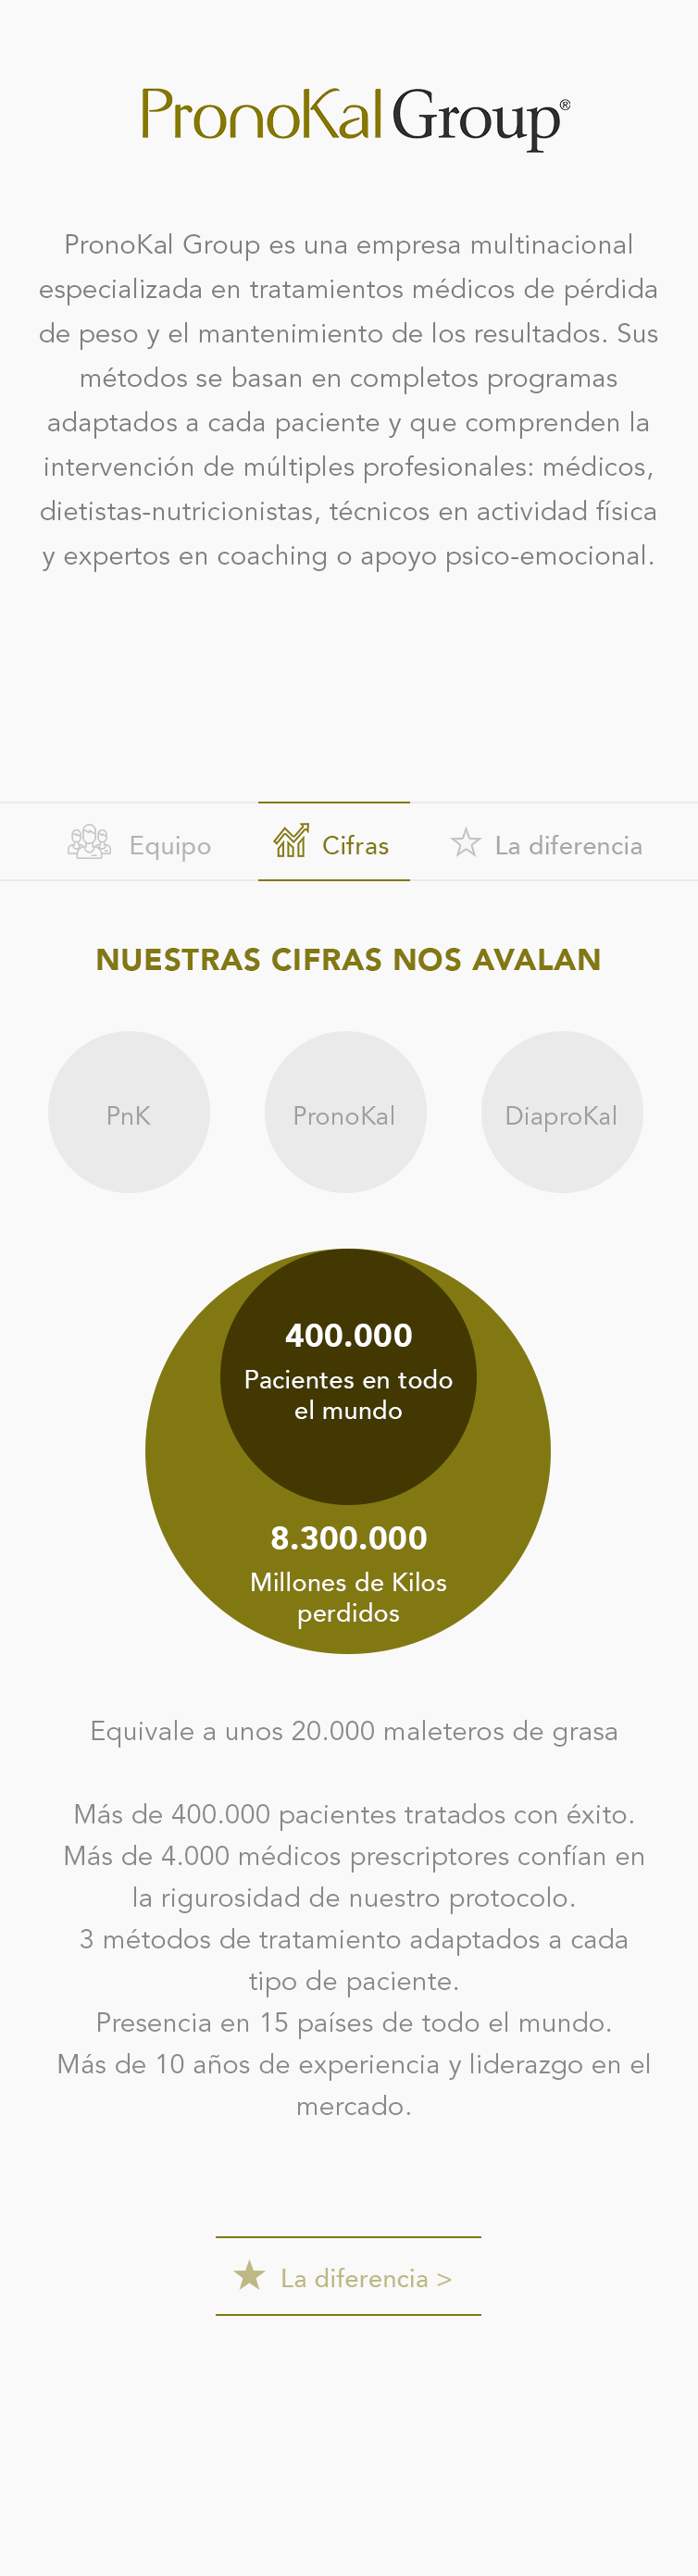 PronoKal Group®
PronoKal Group es una empresa multinacional
especializada en tratamientos médicos de pérdida
de peso y el mantenimiento de los resultados. Sus
métodos se basan en completos programas
adaptados a cada paciente y que comprenden la
intervención de múltiples profesionales: médicos,
dietistas-nutricionistas, técnicos en actividad física
y expertos en coaching o apoyo psico-emocional.
Equipo
Cifras
La diferencia
NUESTRAS CIFRAS NOS AVALAN
PnK
PronoKal
DiaproKal
400.000
Pacientes en todo
el mundo
8.300.000
Millones de Kilos
perdidos
Equivale a unos 20.000 maleteros de grasa
Más de 400.000 pacientes tratados con éxito.
Más de 4.000 médicos prescriptores confían en
la rigurosidad de nuestro protocolo.
3 métodos de tratamiento adaptados a cada
tipo de paciente.
Presencia en 15 países de todo el mundo.
Más de 10 años de experiencia y liderazgo en el
mercado.
La diferencia >